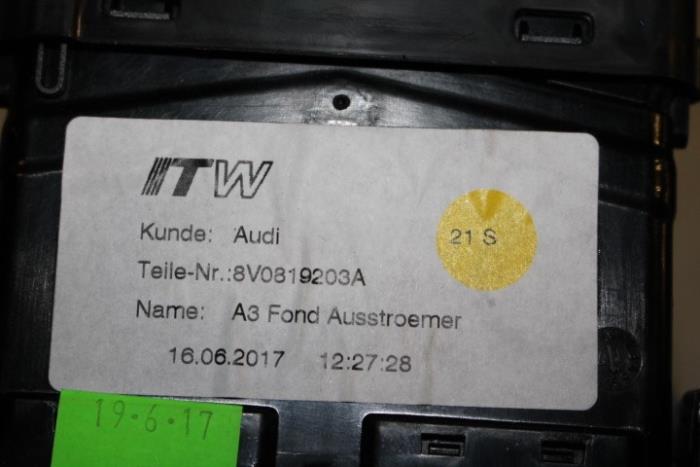 ITW
Kunde: Audi
21 S
Teile-Nr.:8V0819203A
Name: A3 Fond Ausstroemer
16.06.2017 12:27:28
19·6·17